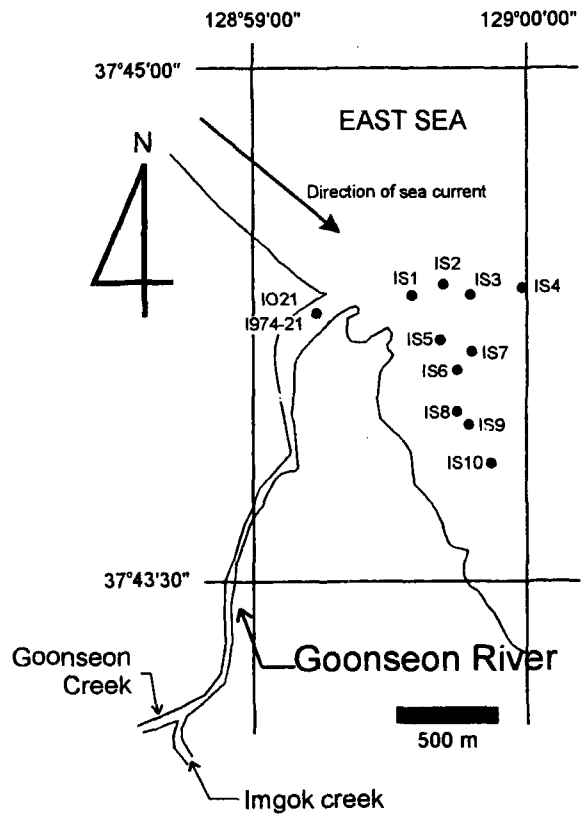 128°59'00" 129°00'00"
37°45'00"
EAST SEA
N
Direction of sea current
IS1
IS2
IS3
IS4
IO21
I974-21
IS5
IS7
IS6
IS8
IS9
IS10
37°43'30"
Goonseon River
Goonseon
Creek
500 m
Imgok creek